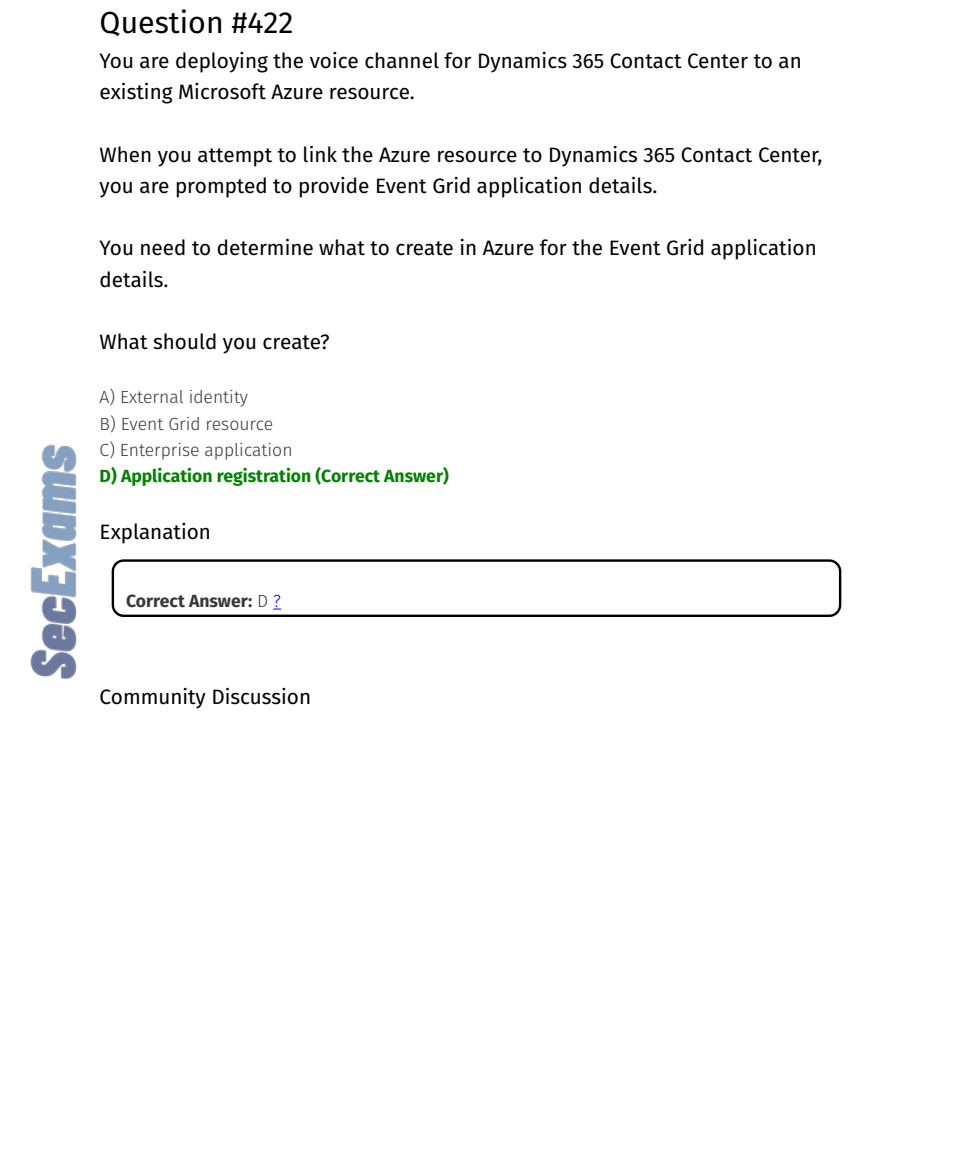 Question #422
You are deploying the voice channel for Dynamics 365 Contact Center to an
existing Microsoft Azure resource.
When you attempt to link the Azure resource to Dynamics 365 Contact Center,
you are prompted to provide Event Grid application details.
You need to determine what to create in Azure for the Event Grid application
details.
What should you create?
A) External identity
B) Event Grid resource
C) Enterprise application
D) Application registration (Correct Answer)
Explanation
Correct Answer: D ?
Community Discussion
SecExams